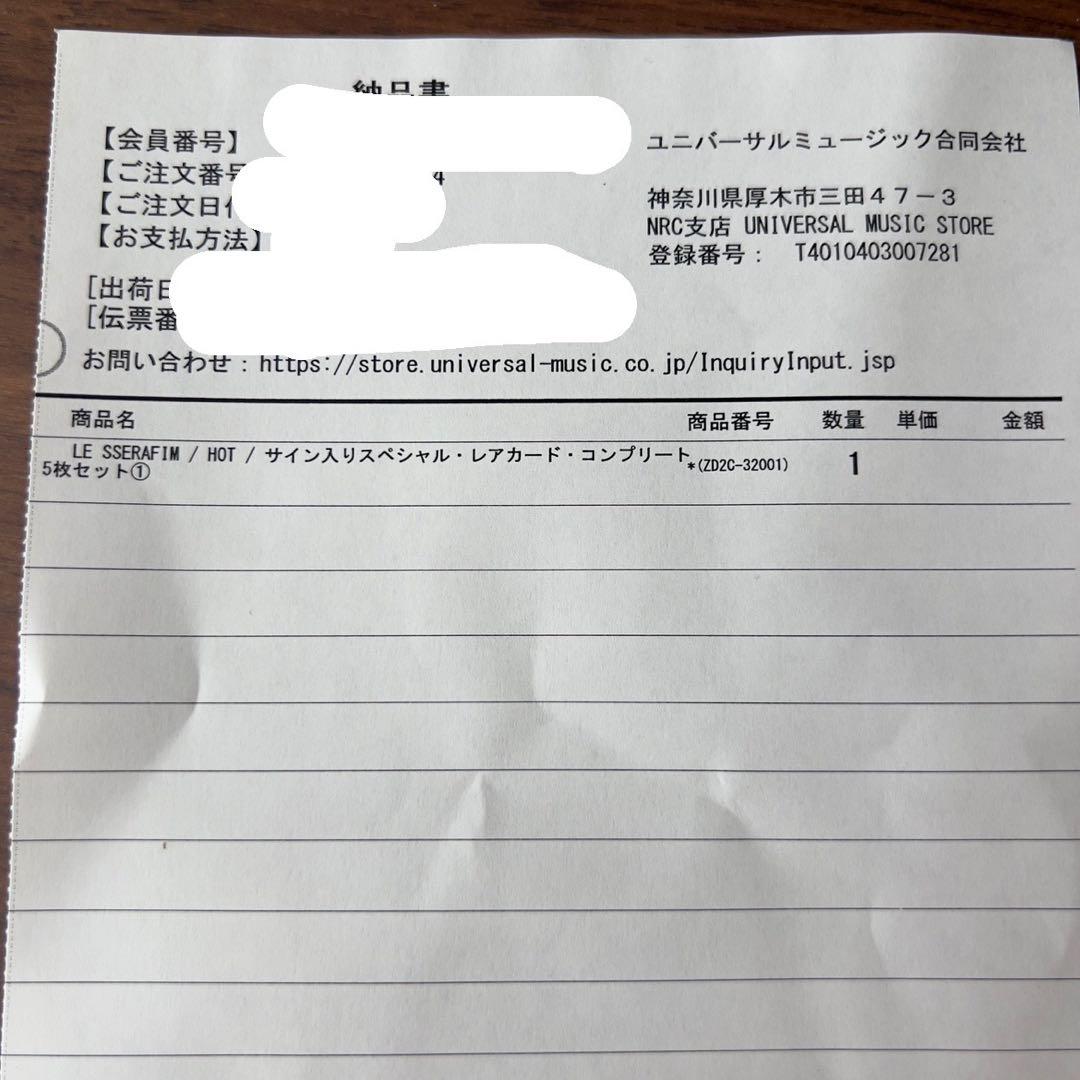 納品書
【会員番号】
【ご注文番号
4
【ご注文日付
【お支払方法】
[出荷日
[伝票番
ユニバーサルミュージック合同会社
神奈川県厚木市三田４７－３
NRC支店 UNIVERSAL MUSIC STORE
登録番号： T4010403007281
お問い合わせ：https://store.universal-music.co.jp/InquiryInput.jsp
商品名 商品番号 数量 単価 金額
LE SSERAFIM / HOT / サイン入りスペシャル・レアカード・コンプリート
5枚セット① *(ZD2C-32001) 1